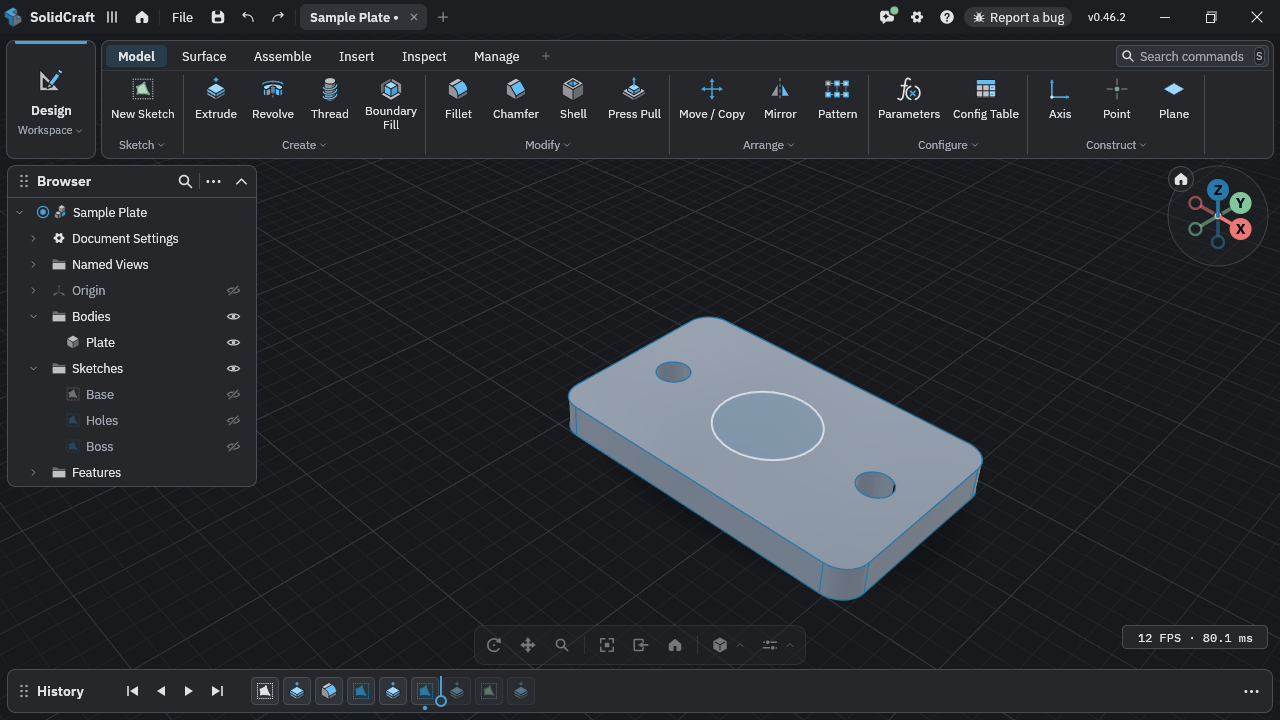 SolidCraft
File
Sample Plate •
Report a bug
v0.46.2
Design
Workspace
Model
Surface
Assemble
Insert
Inspect
Manage
Search commands
S
New Sketch
Extrude
Revolve
Thread
Boundary
Fill
Fillet
Chamfer
Shell
Press Pull
Move / Copy
Mirror
Pattern
Parameters
Config Table
Axis
Point
Plane
Sketch
Create
Modify
Arrange
Configure
Construct
Browser
Sample Plate
Document Settings
Named Views
Origin
Bodies
Plate
Sketches
Base
Holes
Boss
Features
Z
Y
X
12 FPS · 80.1 ms
History